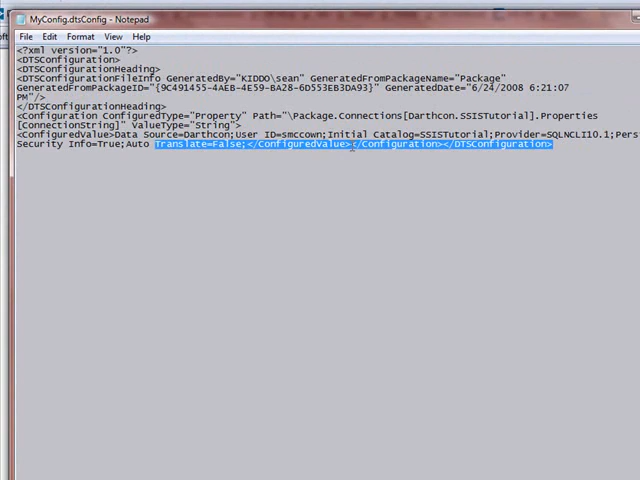 MyConfig.dtsConfig - Notepad
File Edit Format View Help
<?xml version="1.0"?>
<DTSConfiguration>
<DTSConfigurationHeading>
<DTSConfigurationFileInfo GeneratedBy="KIDDO\sean" GeneratedFromPackageName="Package"
GeneratedFromPackageID="{9C491455-4AEB-4E59-BA28-6D553EB3DA93}" GeneratedDate="6/24/2008 6:21:07
PM"/>
</DTSConfigurationHeading>
<Configuration ConfiguredType="Property" Path="\Package.Connections[Darthcon.SSISTutorial].Properties
[ConnectionString]" ValueType="String">
<ConfiguredValue>Data Source=Darthcon;User ID=smccown;Initial Catalog=SSISTutorial;Provider=SQLNCLI10.1;Pers
Security Info=True;Auto Translate=False;</ConfiguredValue></Configuration></DTSConfiguration>